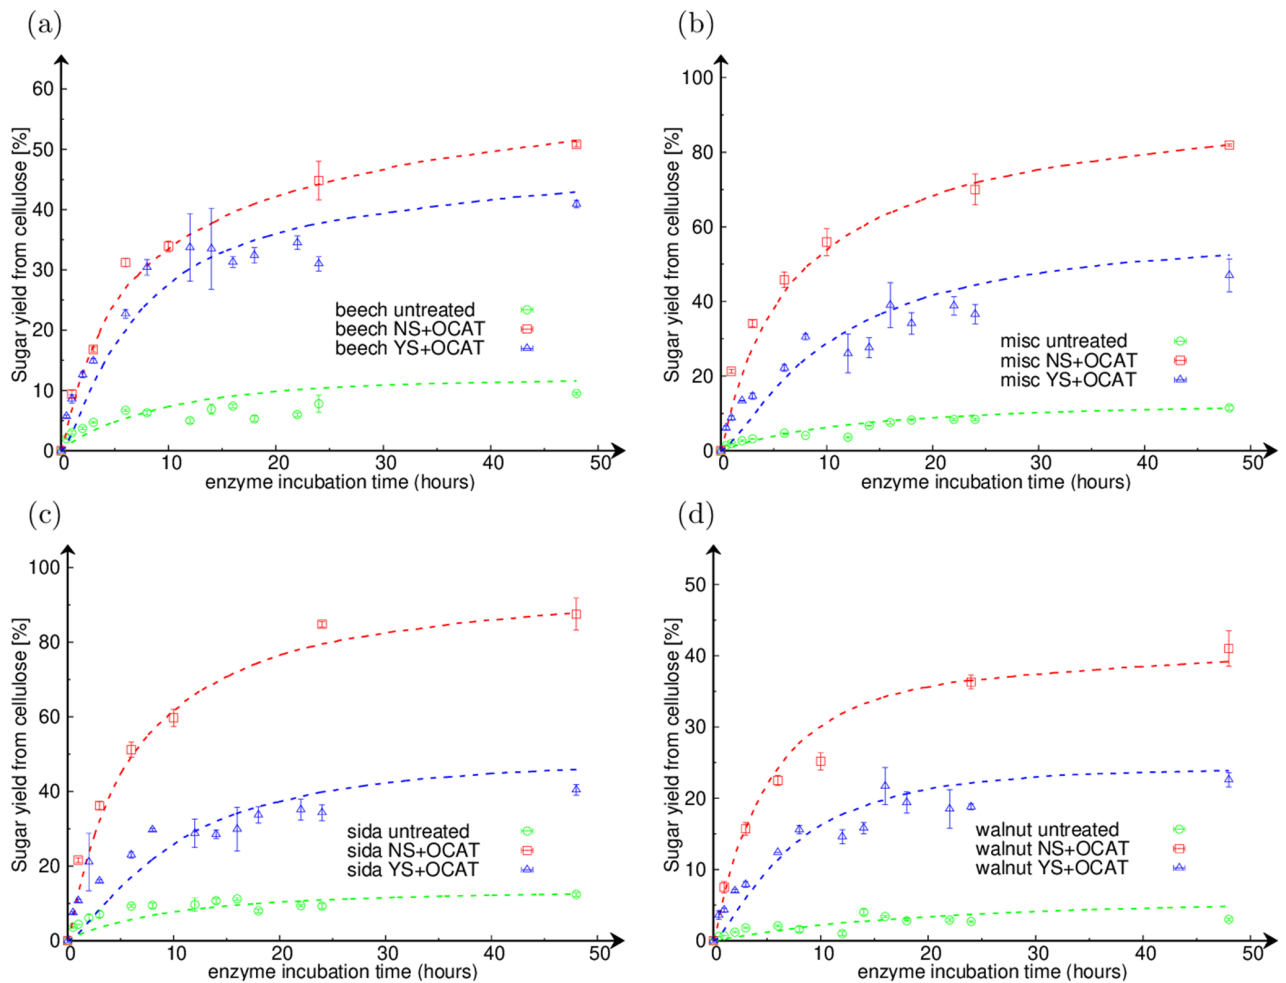 (a)
Sugar yield from cellulose [%]
60
50
40
30
20
10
0
0 10 20 30 40 50
enzyme incubation time (hours)
beech untreated
beech NS+OCAT
beech YS+OCAT
(b)
Sugar yield from cellulose [%]
100
80
60
40
20
0
0 10 20 30 40 50
enzyme incubation time (hours)
misc untreated
misc NS+OCAT
misc YS+OCAT
(c)
Sugar yield from cellulose [%]
100
80
60
40
20
0
0 10 20 30 40 50
enzyme incubation time (hours)
sida untreated
sida NS+OCAT
sida YS+OCAT
(d)
Sugar yield from cellulose [%]
50
40
30
20
10
0
0 10 20 30 40 50
enzyme incubation time (hours)
walnut untreated
walnut NS+OCAT
walnut YS+OCAT